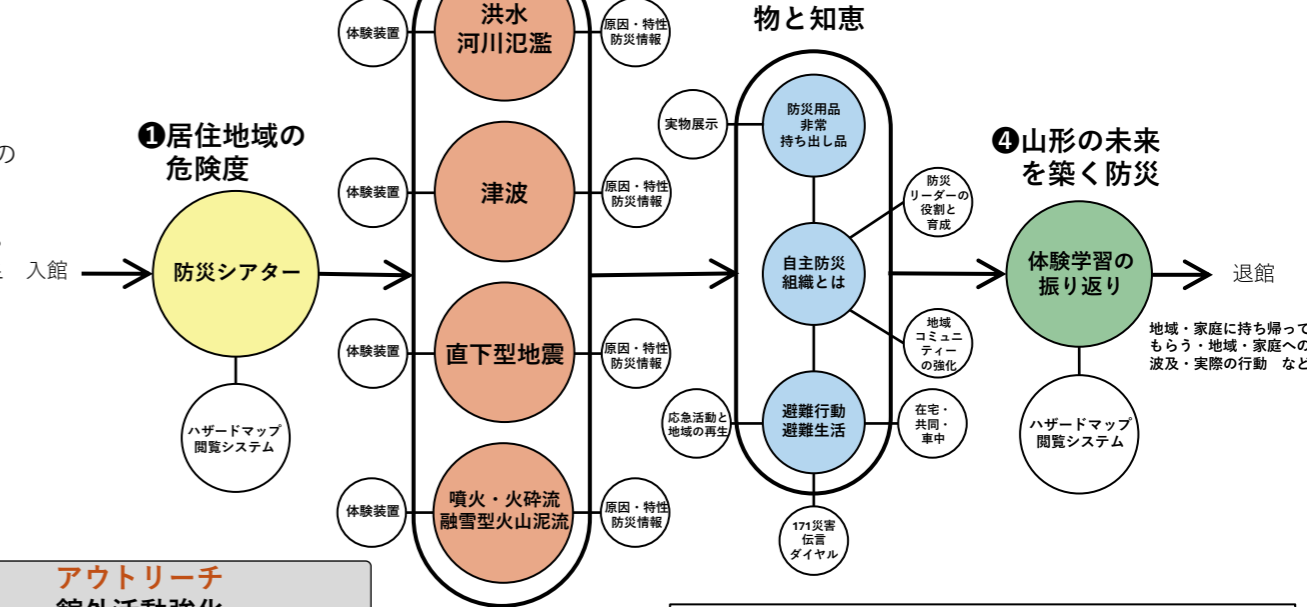 物と知恵
洪水
河川氾濫
体験装置
原因・特性
防災情報
❶居住地域の
危険度
の
入館
防災シアター
ハザードマップ
閲覧システム
体験装置
津波
原因・特性
防災情報
体験装置
直下型地震
原因・特性
防災情報
体験装置
噴火・火砕流
融雪型火山泥流
原因・特性
防災情報
実物展示
防災用品
非常
持ち出し品
防災
リーダーの
役割と
育成
自主防災
組織とは
地域
コミュニ
ティー
の強化
応急活動と
地域の再生
避難行動
避難生活
在宅・
共同・
車中
171災害
伝言
ダイヤル
❹山形の未来
を築く防災
体験学習の
振り返り
退館
地域・家庭に持ち帰って
もらう・地域・家庭への
波及・実際の行動　など
ハザードマップ
閲覧システム
アウトリーチ
館外活動強化